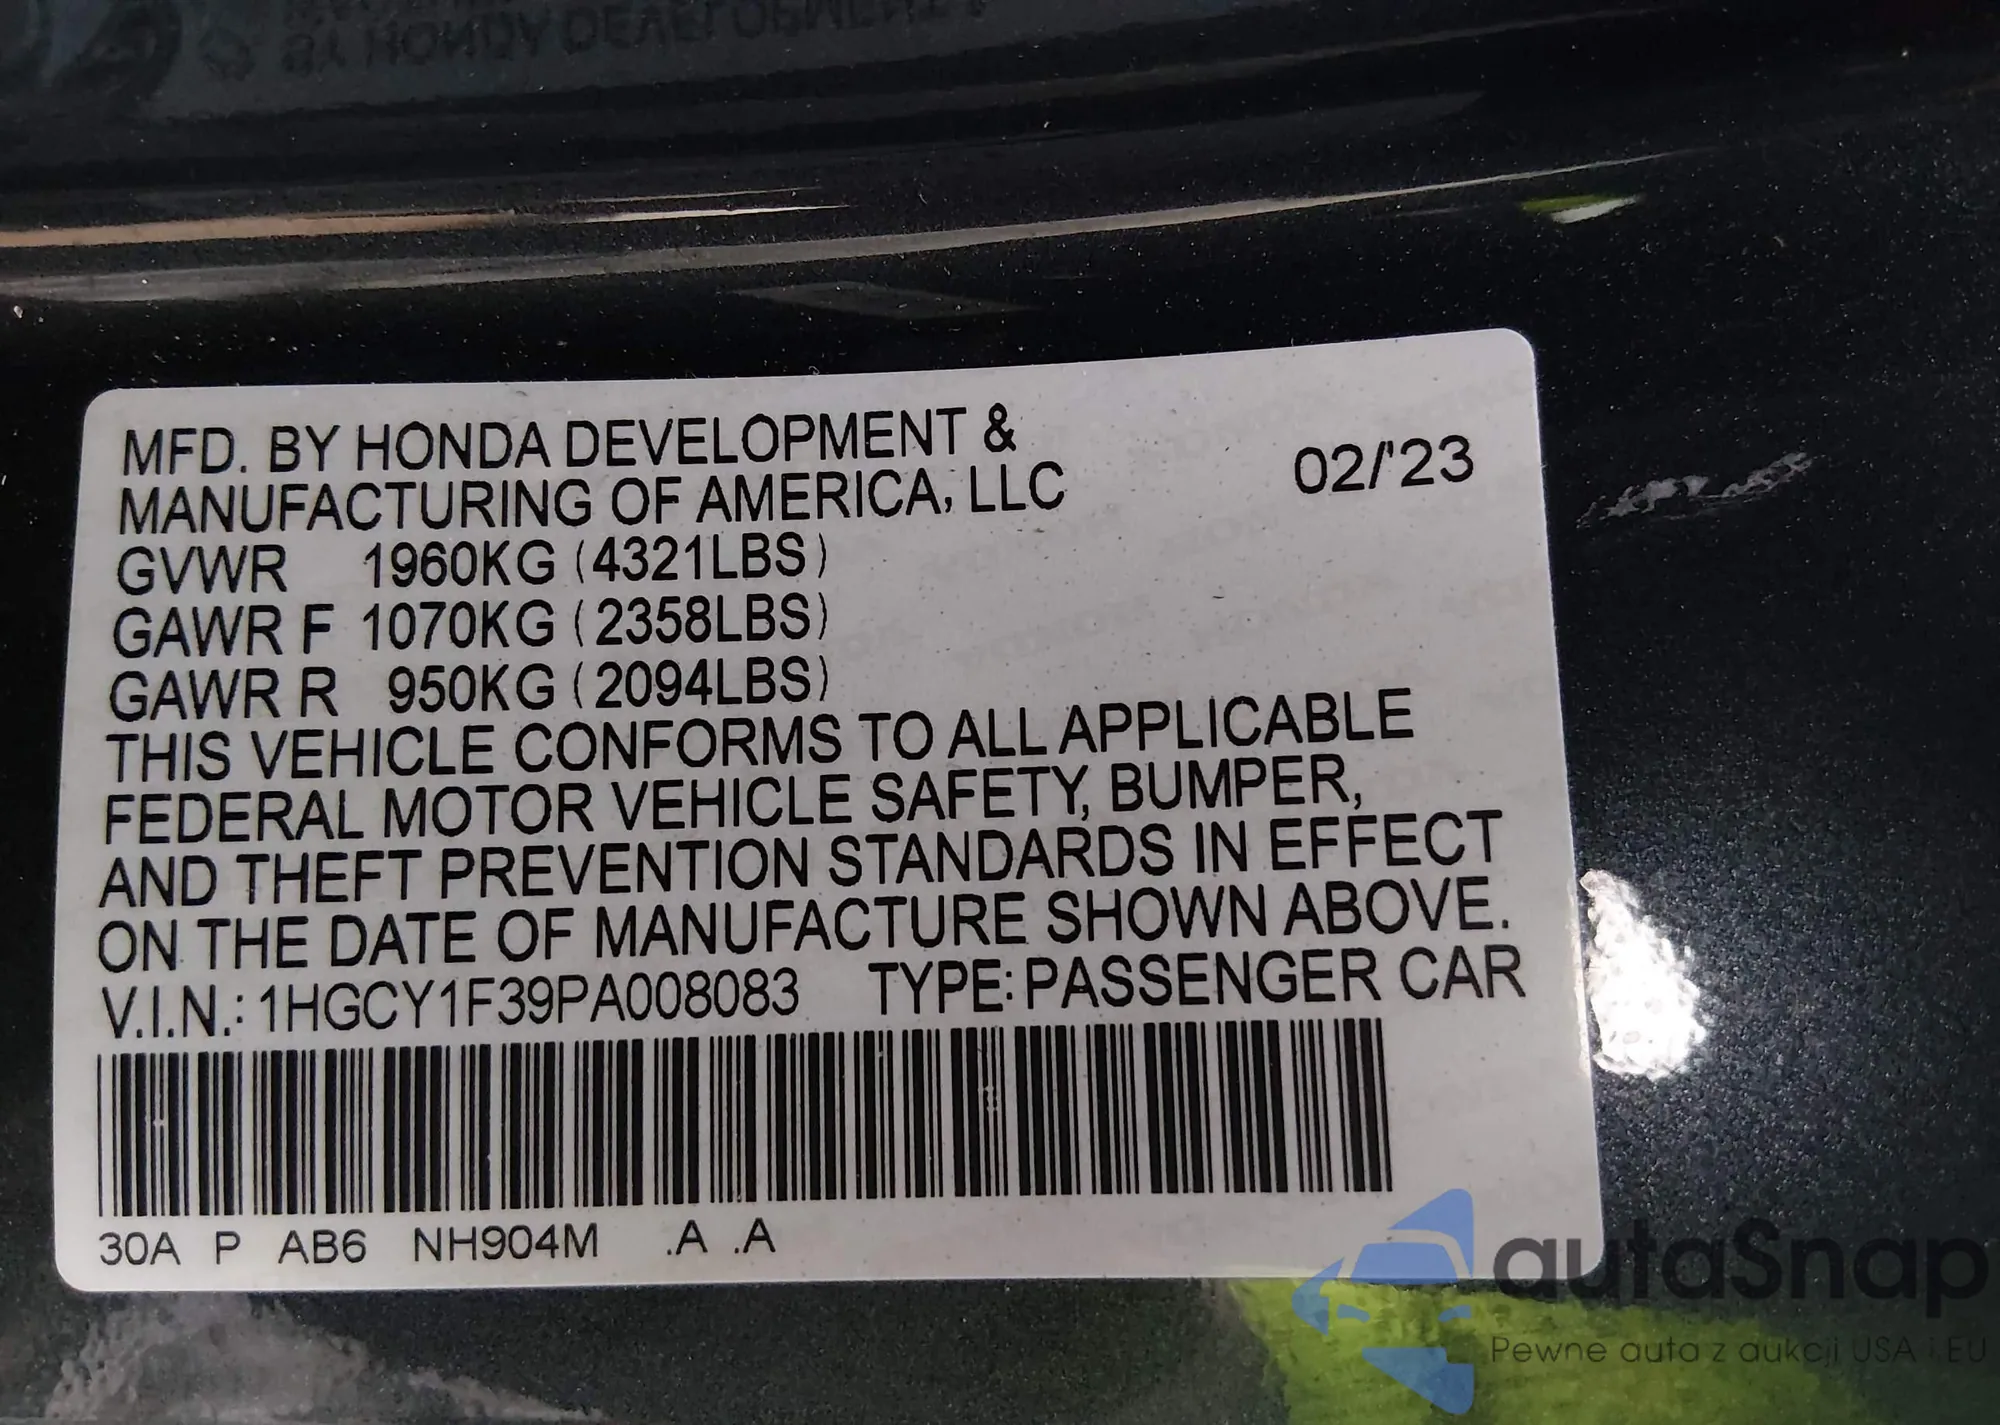 MFD. BY HONDA DEVELOPMENT &
MANUFACTURING OF AMERICA, LLC
02/'23
GVWR 1960KG (4321LBS)
GAWR F 1070KG (2358LBS)
GAWR R 950KG (2094LBS)
THIS VEHICLE CONFORMS TO ALL APPLICABLE
FEDERAL MOTOR VEHICLE SAFETY, BUMPER,
AND THEFT PREVENTION STANDARDS IN EFFECT
ON THE DATE OF MANUFACTURE SHOWN ABOVE.
V.I.N.: 1HGCY1F39PA008083 TYPE: PASSENGER CAR
30A P AB6 NH904M .A .A
autaSnap
Pewne auta z aukcji USA i EU